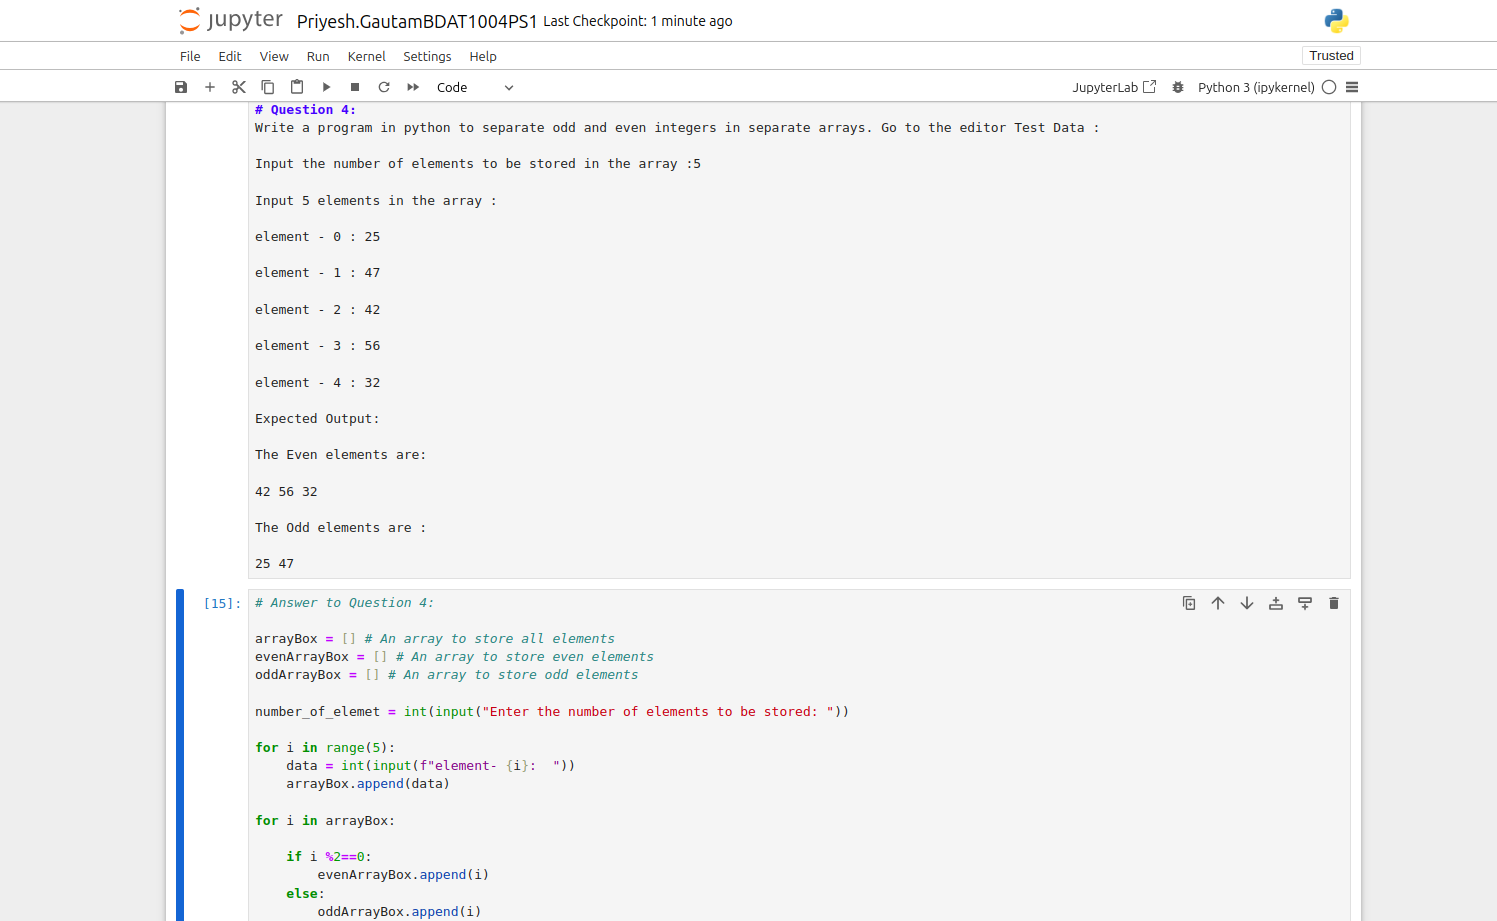 jupyter Priyesh.GautamBDAT1004PS1 Last Checkpoint: 1 minute ago
File Edit View Run Kernel Settings Help Trusted
Code JupyterLab Python 3 (ipykernel)
# Question 4:
Write a program in python to separate odd and even integers in separate arrays. Go to the editor Test Data :
Input the number of elements to be stored in the array :5
Input 5 elements in the array :
element - 0 : 25
element - 1 : 47
element - 2 : 42
element - 3 : 56
element - 4 : 32
Expected Output:
The Even elements are:
42 56 32
The Odd elements are :
25 47
[15]: # Answer to Question 4:
arrayBox = [] # An array to store all elements
evenArrayBox = [] # An array to store even elements
oddArrayBox = [] # An array to store odd elements
number_of_elemet = int(input("Enter the number of elements to be stored: "))
for i in range(5):
    data = int(input(f"element- {i}:  "))
    arrayBox.append(data)
for i in arrayBox:
    if i %2==0:
        evenArrayBox.append(i)
    else:
        oddArrayBox.append(i)